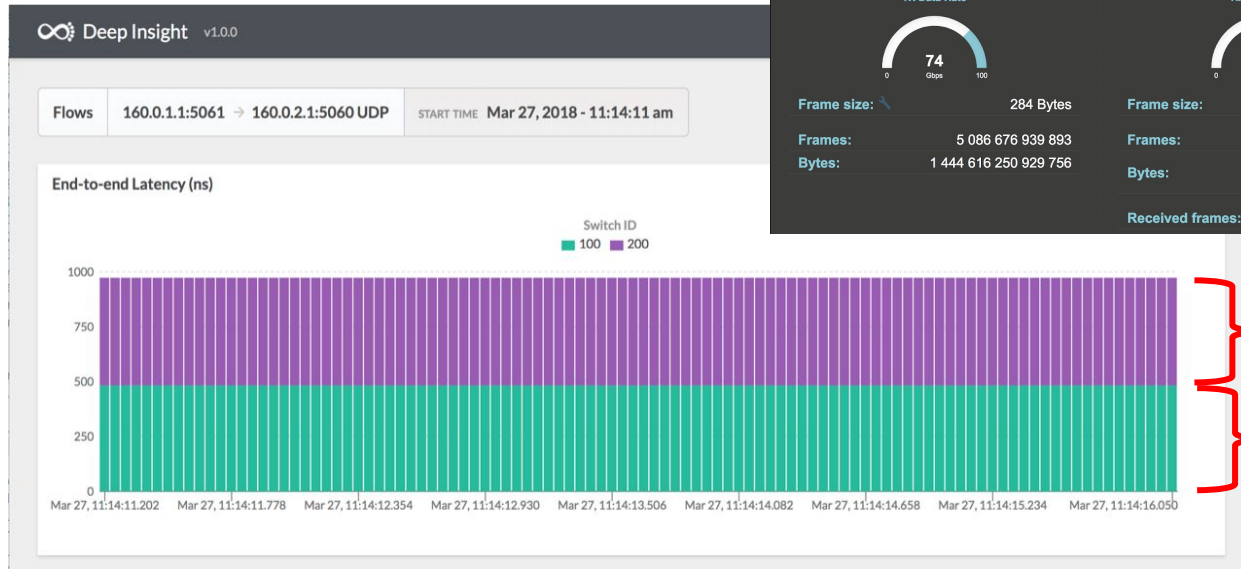 Deep Insight v1.0.0
Flows 160.0.1.1:5061 → 160.0.2.1:5060 UDP START TIME Mar 27, 2018 - 11:14:11 am
74
0 Gbps 100
0
Frame size: 284 Bytes
Frames: 5 086 676 939 893
Bytes: 1 444 616 250 929 756
Frame size:
Frames:
Bytes:
Received frames:
End-to-end Latency (ns)
Switch ID
100 200
1000
750
500
250
0
Mar 27, 11:14:11.202 Mar 27, 11:14:11.778 Mar 27, 11:14:12.354 Mar 27, 11:14:12.930 Mar 27, 11:14:13.506 Mar 27, 11:14:14.082 Mar 27, 11:14:14.658 Mar 27, 11:14:15.234 Mar 27, 11:14:16.050